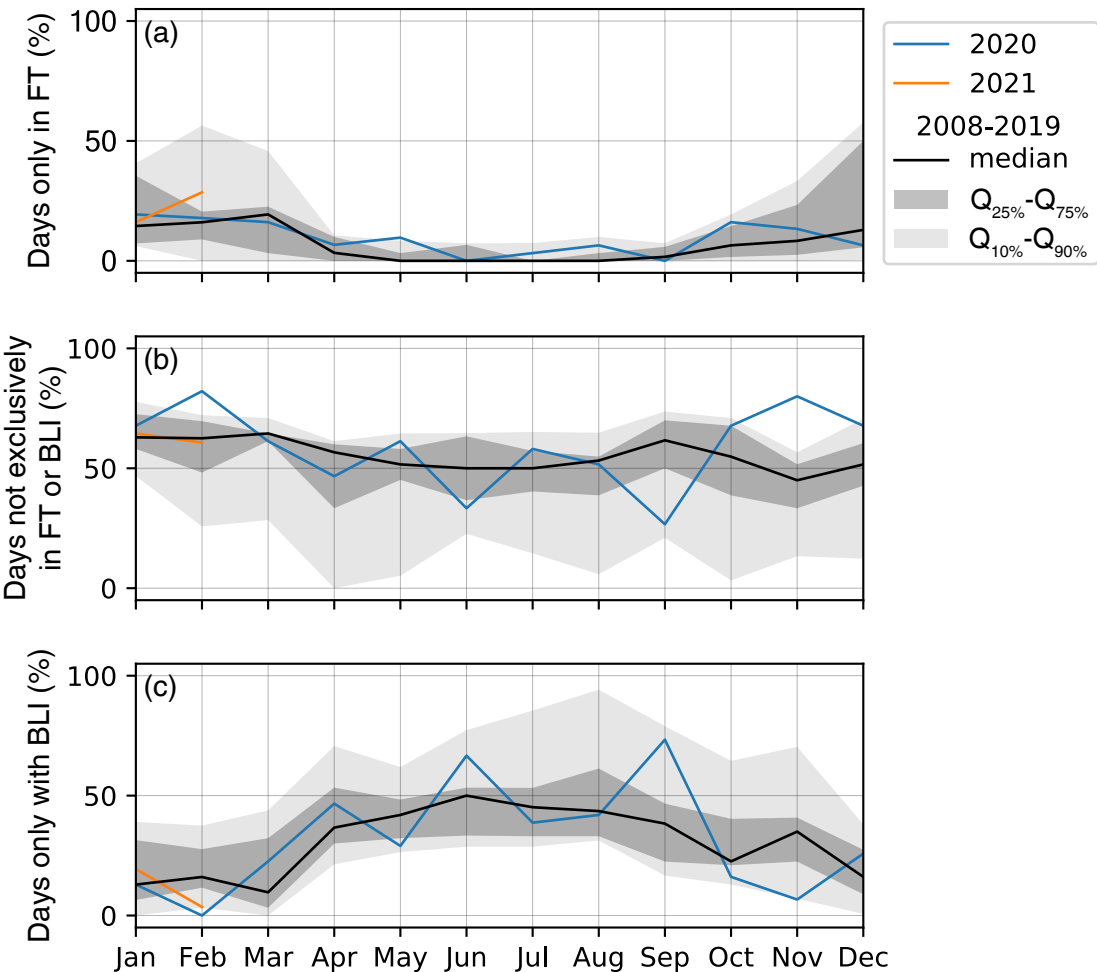 (a)
100
50
0
Days only in FT (%)
2020
2021
2008-2019
median
Q25%-Q75%
Q10%-Q90%
(b)
100
50
0
Days not exclusively
in FT or BLI (%)
(c)
100
50
0
Days only with BLI (%)
Jan Feb Mar Apr May Jun Jul Aug Sep Oct Nov Dec